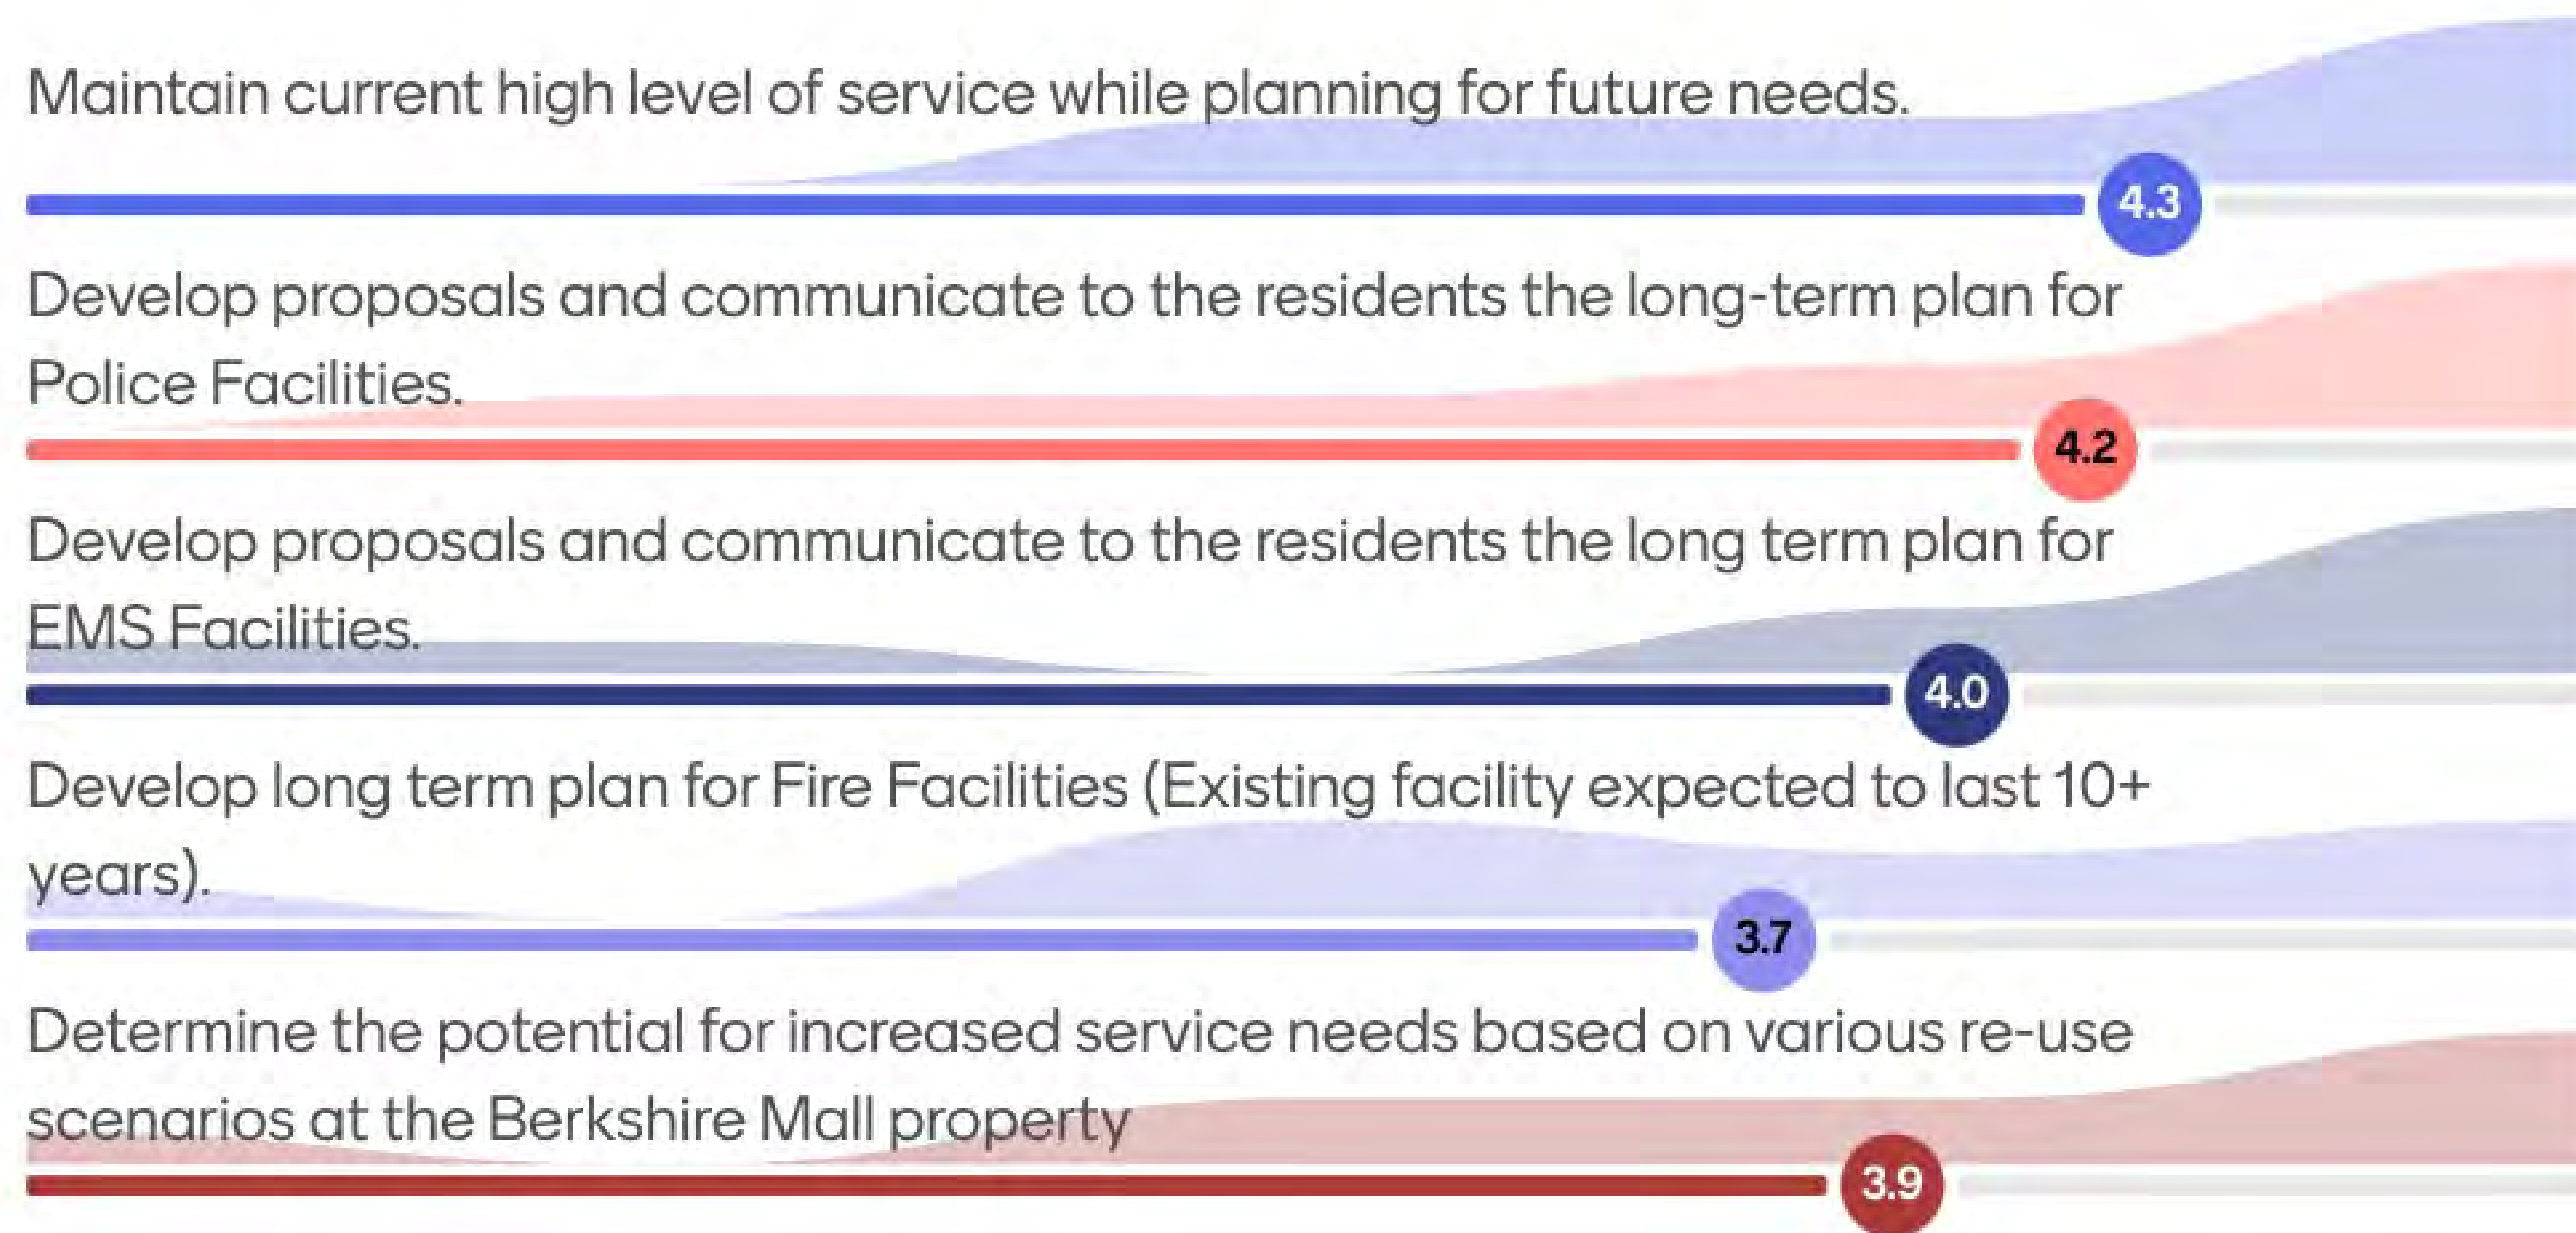 Maintain current high level of service while planning for future needs.
4.3
Develop proposals and communicate to the residents the long-term plan for
Police Facilities.
4.2
Develop proposals and communicate to the residents the long term plan for
EMS Facilities.
4.0
Develop long term plan for Fire Facilities (Existing facility expected to last 10+
years).
3.7
Determine the potential for increased service needs based on various re-use
scenarios at the Berkshire Mall property
3.9